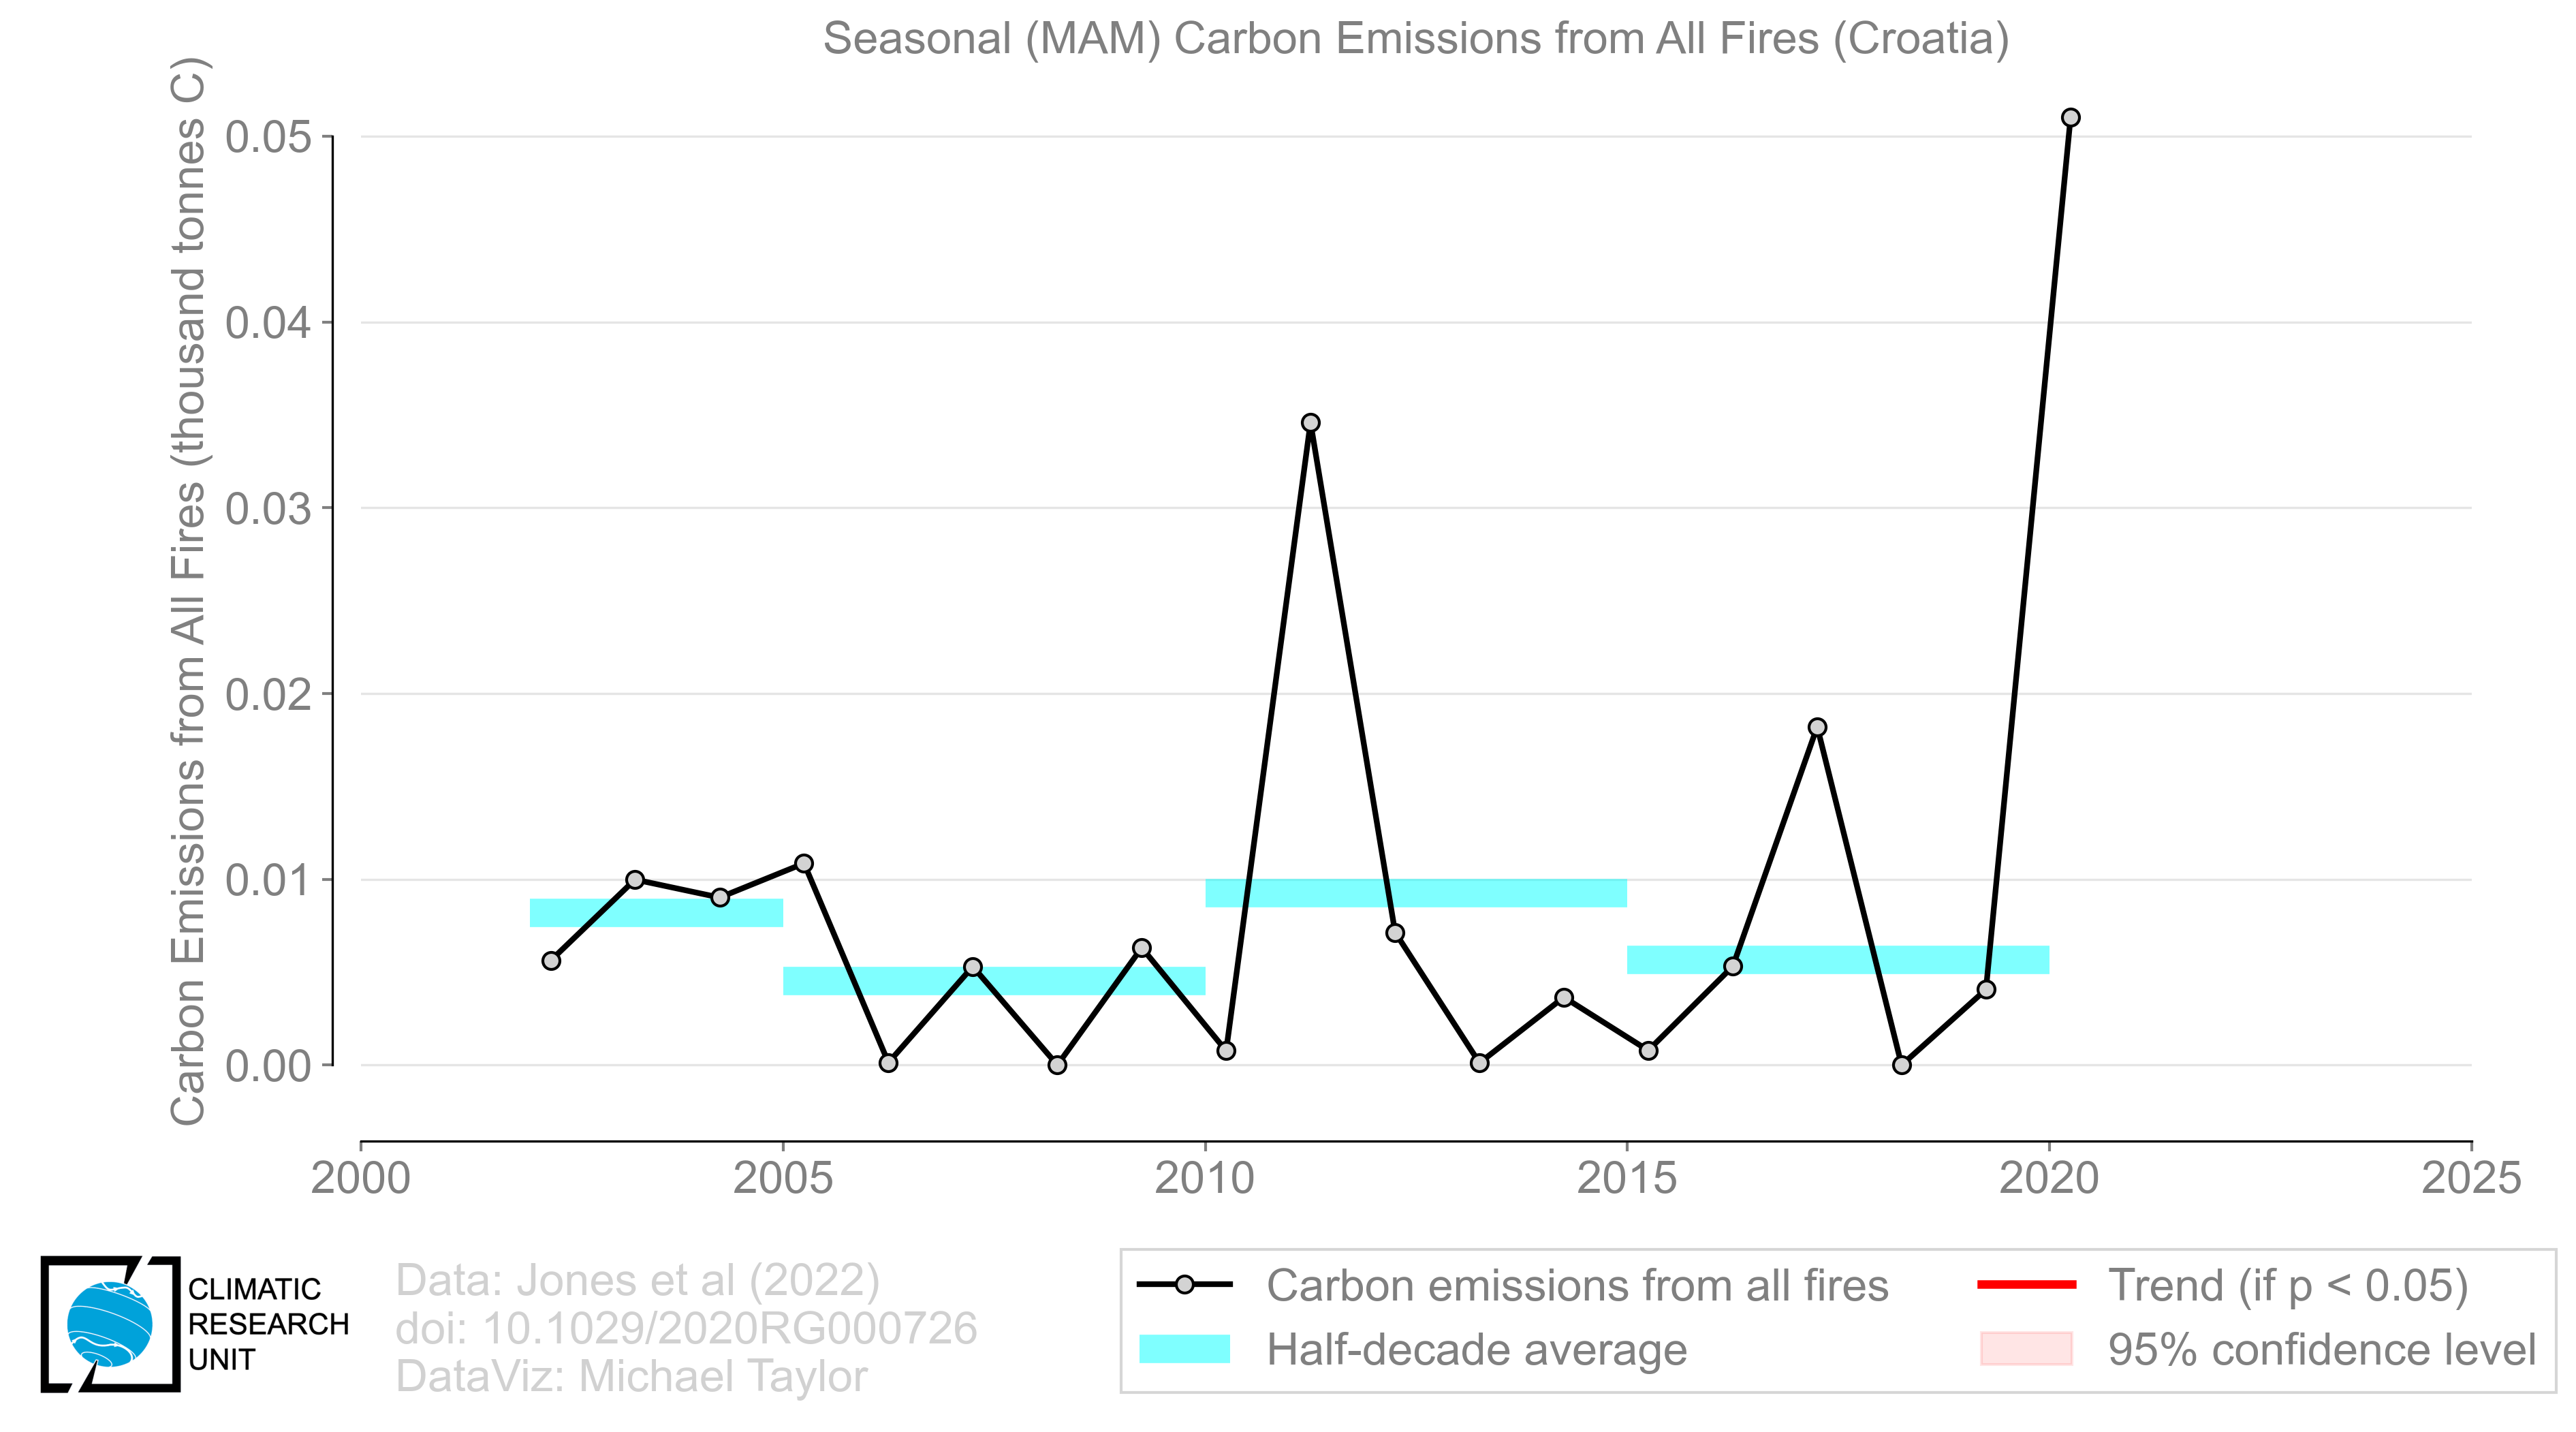 Seasonal (MAM) Carbon Emissions from All Fires (Croatia)
Carbon Emissions from All Fires (thousand tonnes C)
0.05
0.04
0.03
0.02
0.01
0.00
2000 2005 2010 2015 2020 2025
CLIMATIC
RESEARCH
UNIT
Data: Jones et al (2022)
doi: 10.1029/2020RG000726
DataViz: Michael Taylor
Carbon emissions from all fires
Half-decade average
Trend (if p < 0.05)
95% confidence level